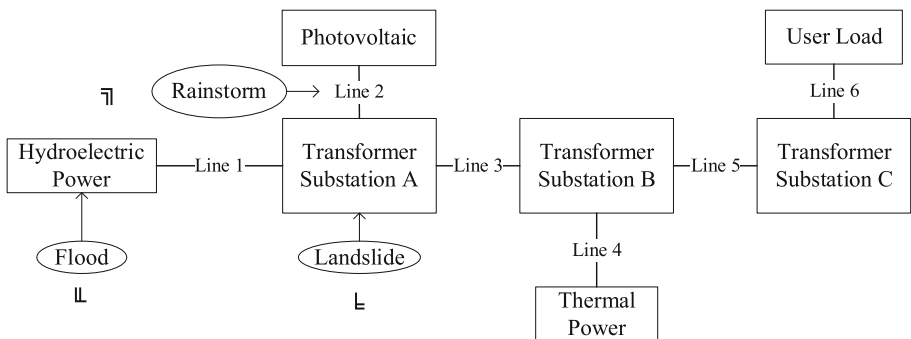 Photovoltaic
User Load
Rainstorm
Line 2
Line 6
Hydroelectric
Power
Line 1
Transformer
Substation A
Line 3
Transformer
Substation B
Line 5
Transformer
Substation C
Flood
Landslide
Line 4
Thermal
Power